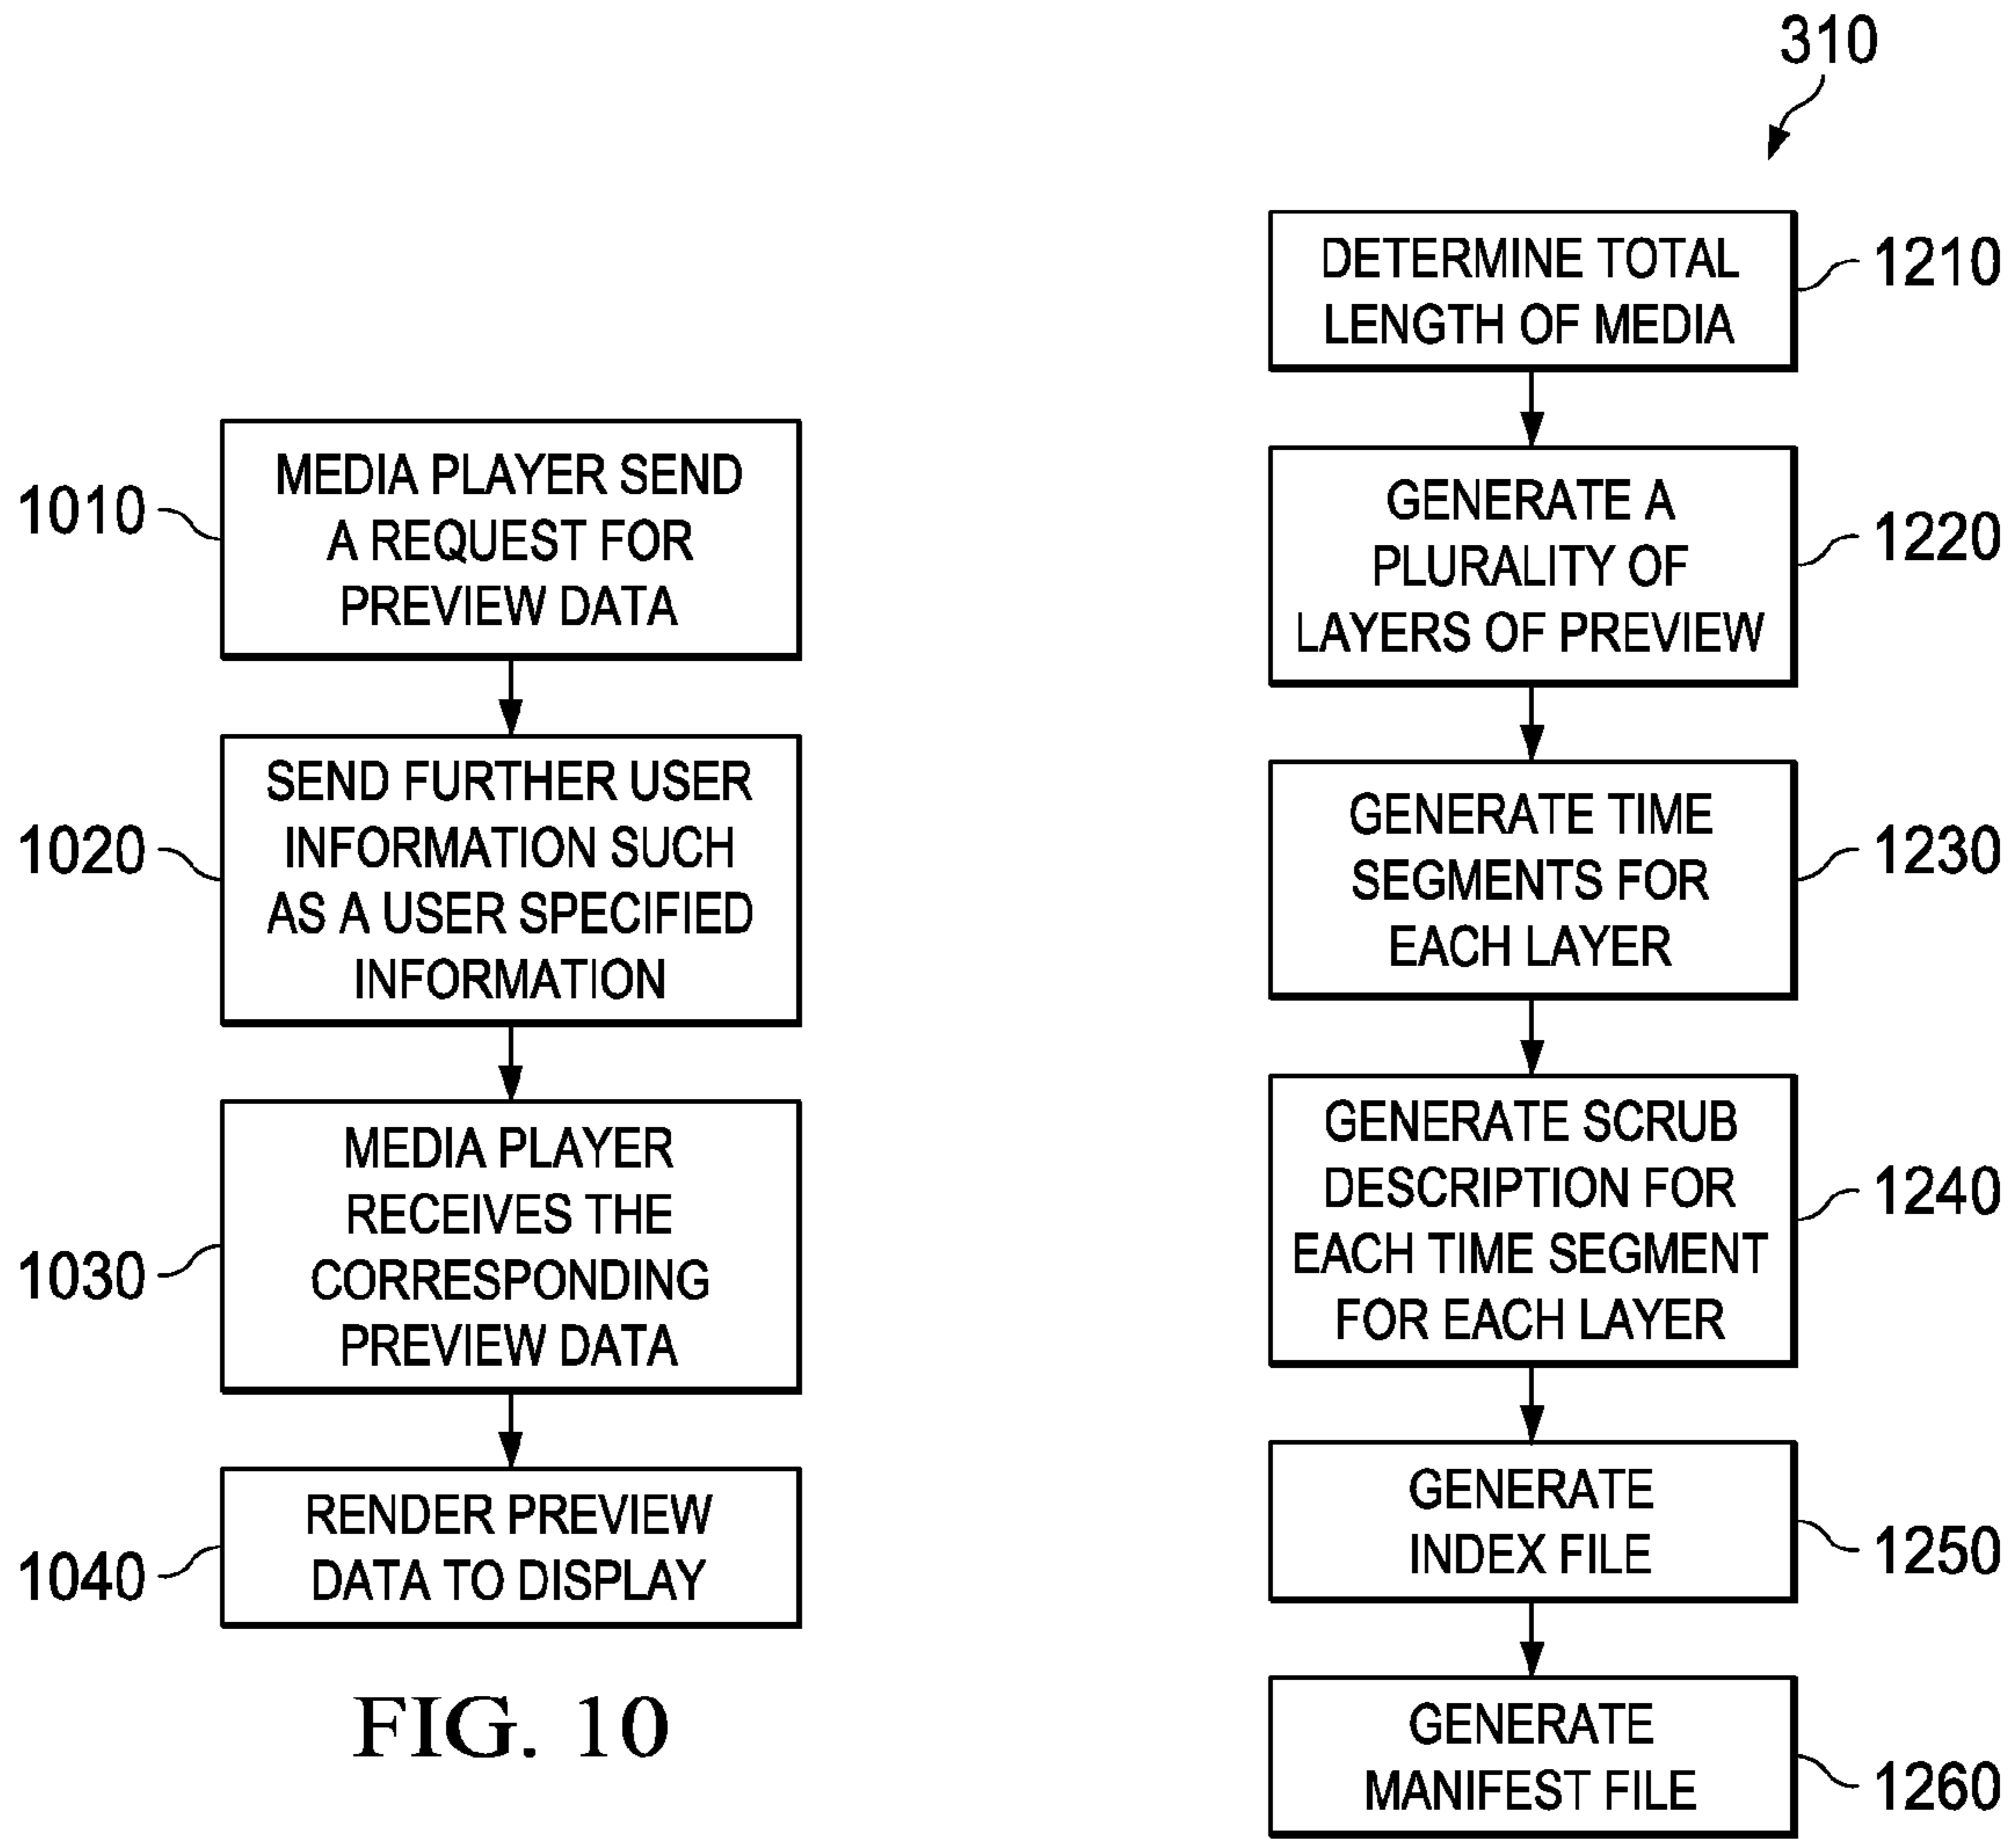 310
1010
MEDIA PLAYER SEND
A REQUEST FOR
PREVIEW DATA
1020
SEND FURTHER USER
INFORMATION SUCH
AS A USER SPECIFIED
INFORMATION
1030
MEDIA PLAYER
RECEIVES THE
CORRESPONDING
PREVIEW DATA
1040
RENDER PREVIEW
DATA TO DISPLAY
FIG. 10
DETERMINE TOTAL
LENGTH OF MEDIA
1210
GENERATE A
PLURALITY OF
LAYERS OF PREVIEW
1220
GENERATE TIME
SEGMENTS FOR
EACH LAYER
1230
GENERATE SCRUB
DESCRIPTION FOR
EACH TIME SEGMENT
FOR EACH LAYER
1240
GENERATE
INDEX FILE
1250
GENERATE
MANIFEST FILE
1260